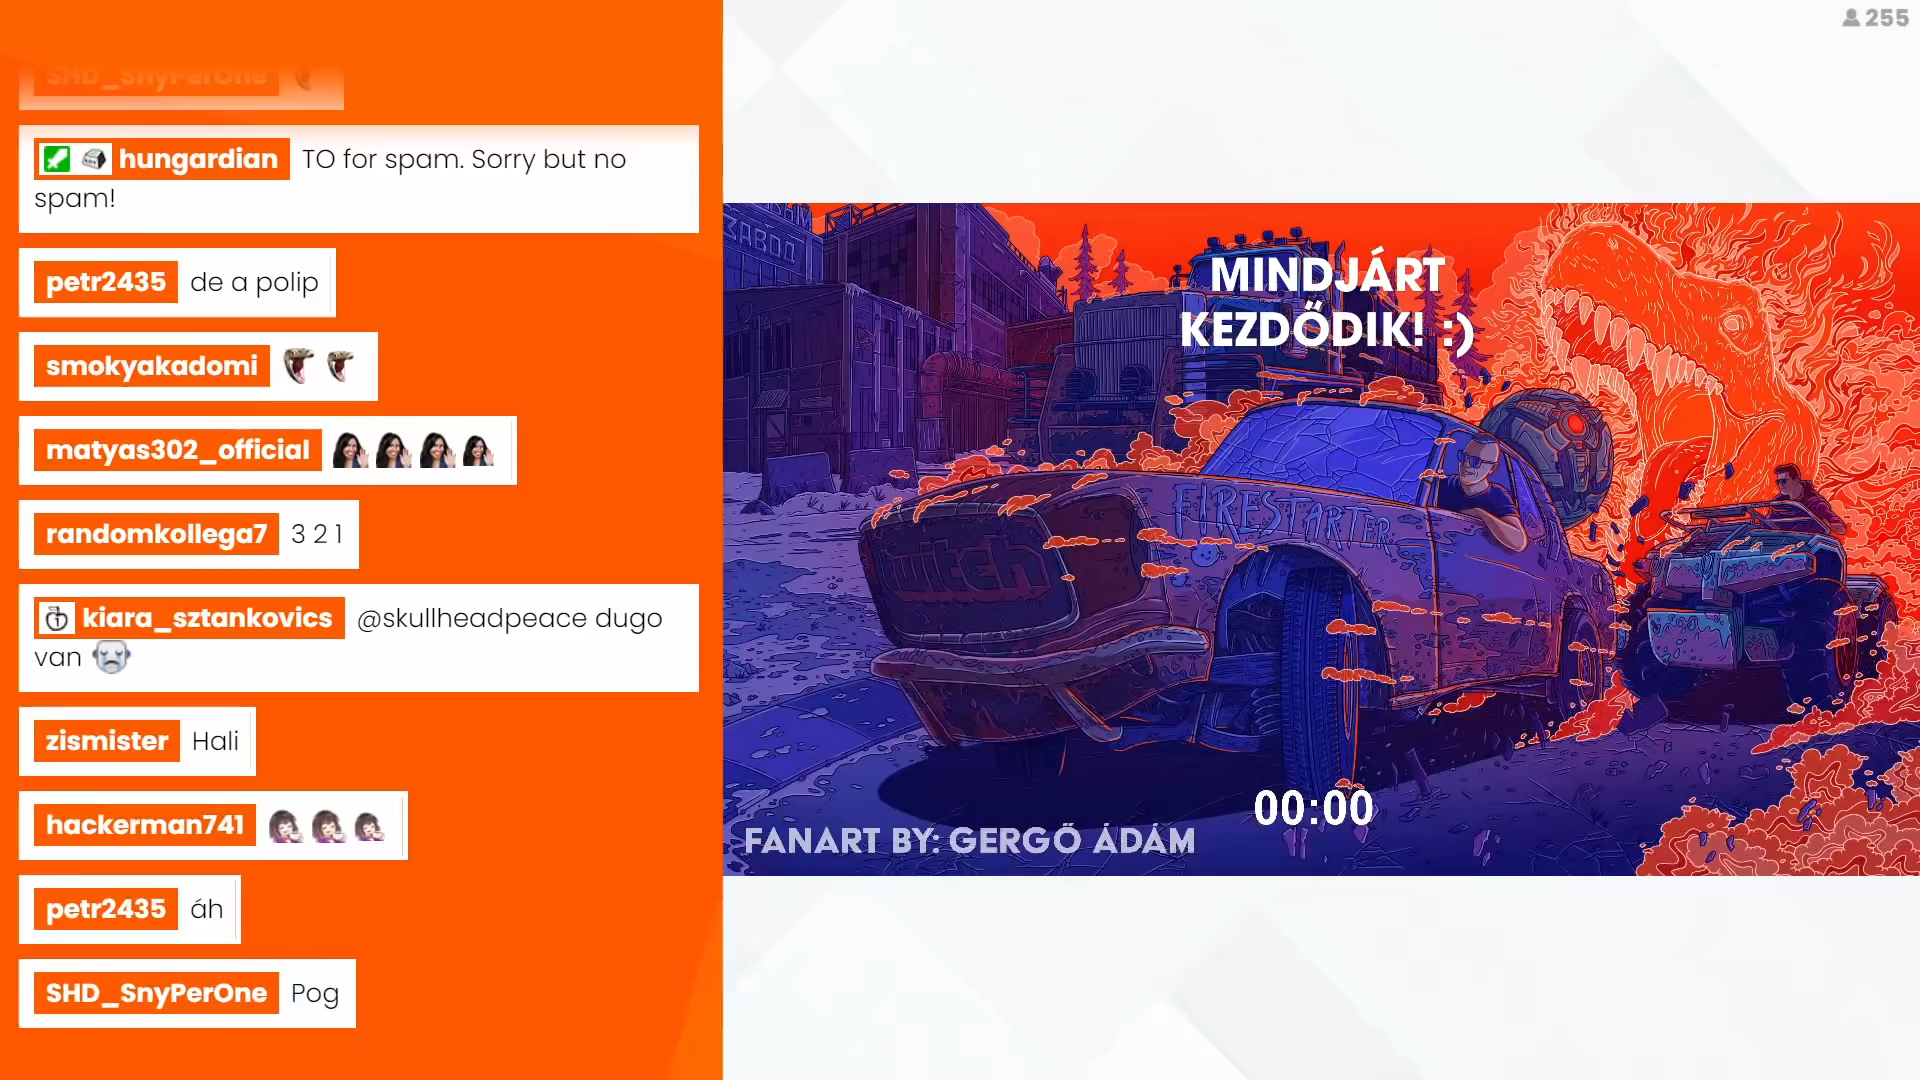 SHD_SnyPerOne
hungardian TO for spam. Sorry but no
spam!
petr2435 de a polip
smokyakadomi
matyas302_official
randomkollega7 3 2 1
kiara_sztankovics @skullheadpeace dugo
van
zismister Hali
hackerman741
petr2435 áh
SHD_SnyPerOne Pog
255
ЗАВОД
MINDJÁRT
KEZDŐDIK! :)
FIRESTARTER
twitch
00:00
FANART BY: GERGŐ ÁDÁM